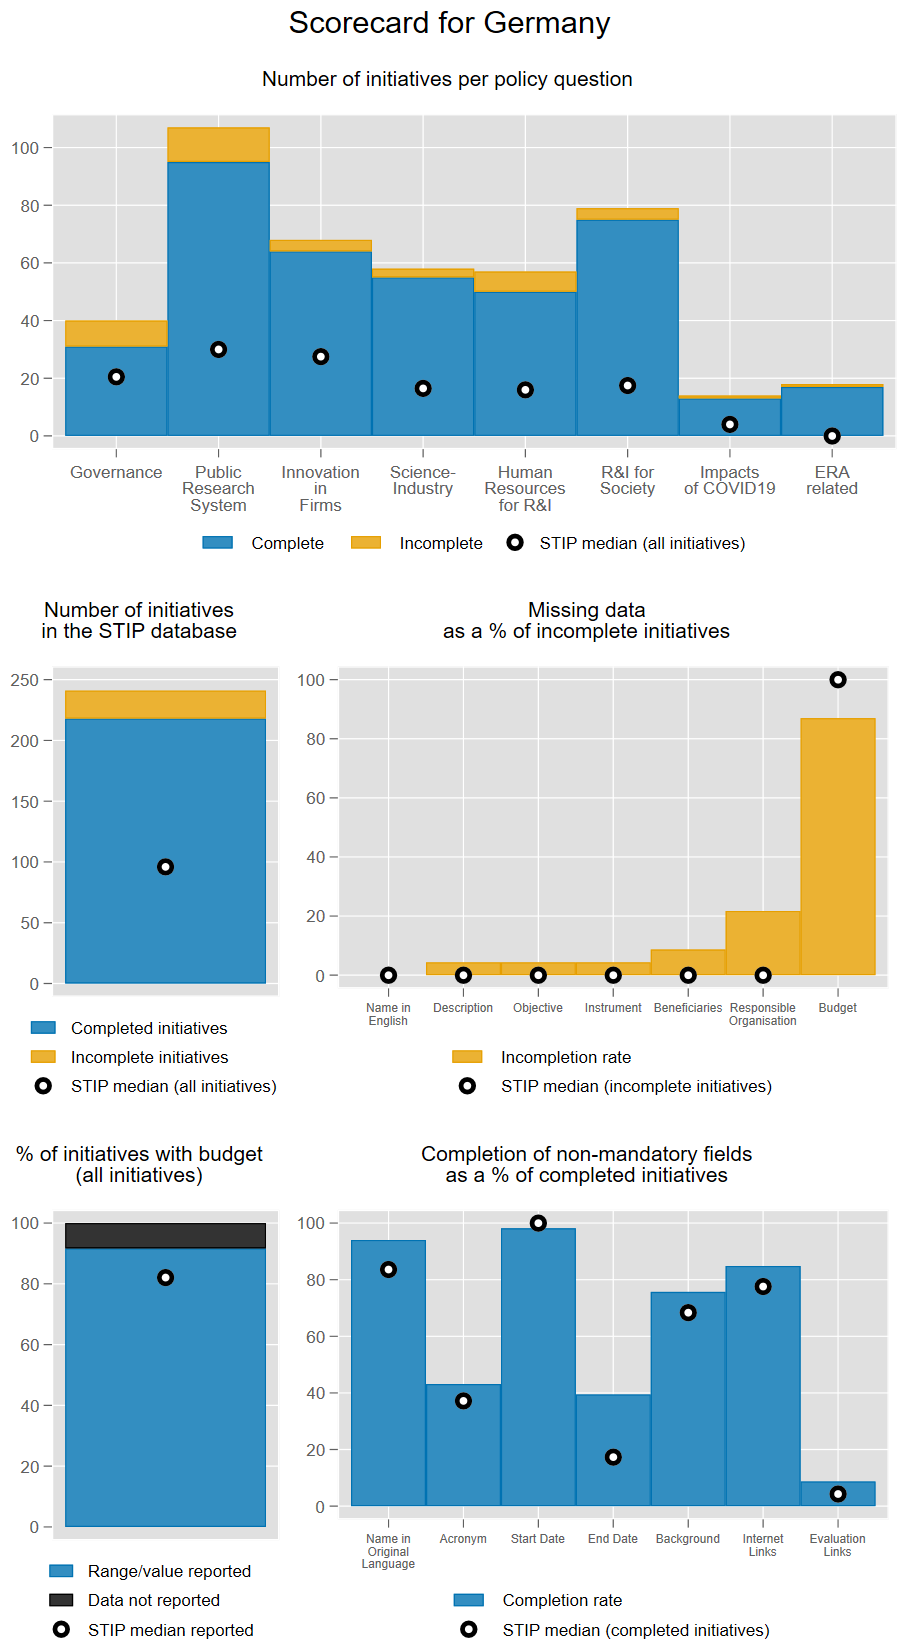 Scorecard for Germany
Number of initiatives per policy question
100
80
60
40
20
0
Governance
Public
Research
System
Innovation
in
Firms
Science-
Industry
Human
Resources
for R&I
R&I for
Society
Impacts
of COVID19
ERA
related
Complete
Incomplete
STIP median (all initiatives)
Number of initiatives
in the STIP database
250
200
150
100
50
0
Completed initiatives
Incomplete initiatives
STIP median (all initiatives)
Missing data
as a % of incomplete initiatives
100
80
60
40
20
0
Name in
English
Description
Objective
Instrument
Beneficiaries
Responsible
Organisation
Budget
Incompletion rate
STIP median (incomplete initiatives)
% of initiatives with budget
(all initiatives)
100
80
60
40
20
0
Range/value reported
Data not reported
STIP median reported
Completion of non-mandatory fields
as a % of completed initiatives
100
80
60
40
20
0
Name in
Original
Language
Acronym
Start Date
End Date
Background
Internet
Links
Evaluation
Links
Completion rate
STIP median (completed initiatives)